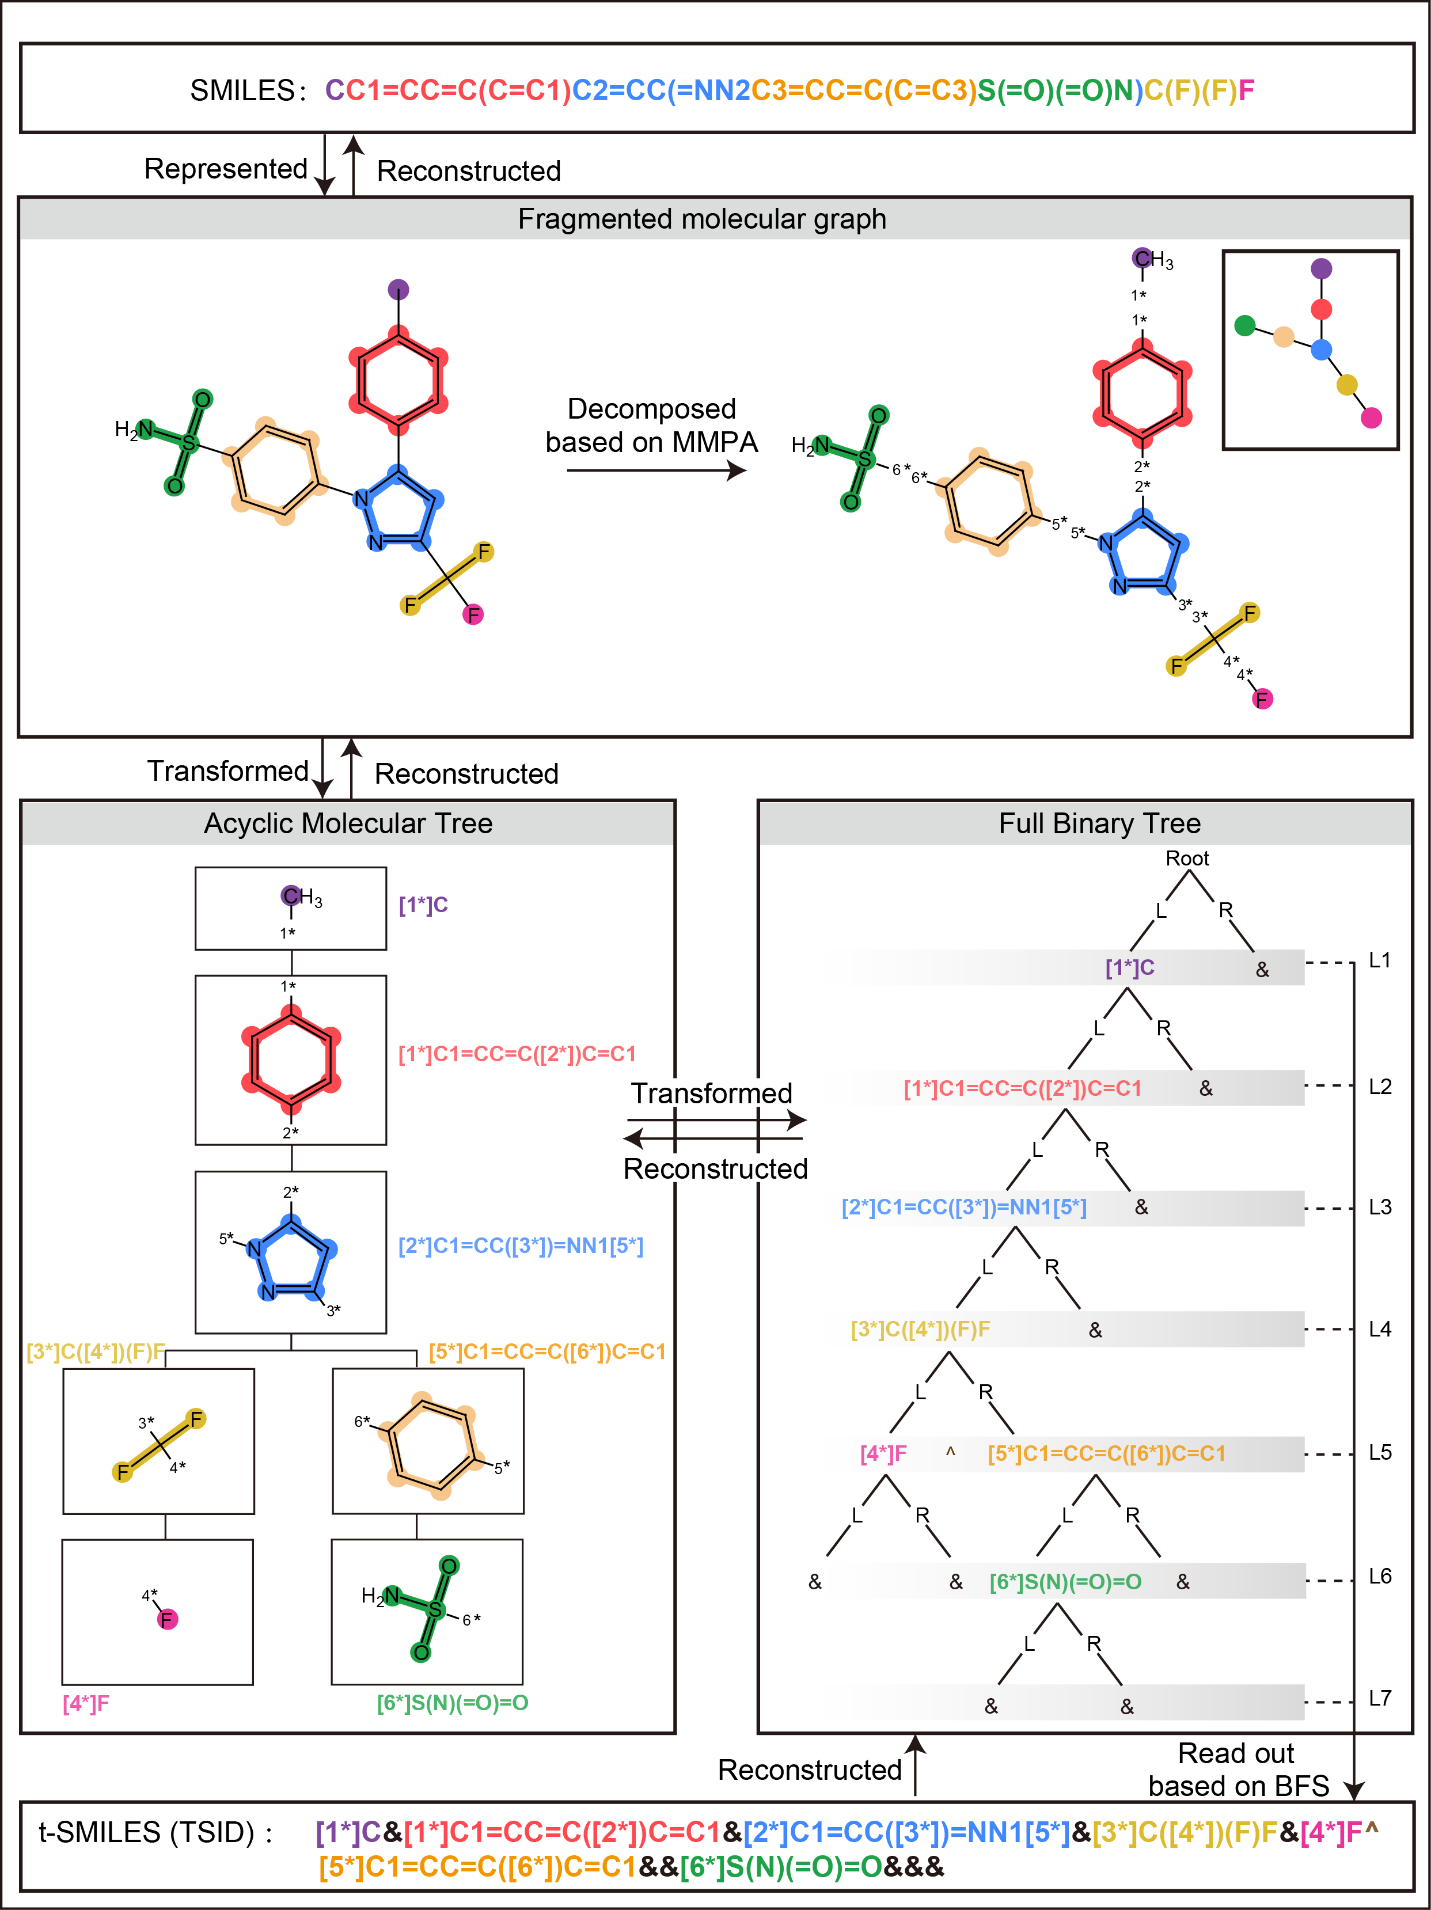 SMILES: CC1=CC=C(C=C1)C2=CC(=NN2C3=CC=C(C=C3)S(=O)(=O)N)C(F)(F)F
Represented
Reconstructed
Fragmented molecular graph
O
H2N
S
O
N
N
F
F
F
Decomposed
based on MMPA
CH3
1*
1*
2*
2*
O
H2N
S
O
6*
6*
5*
5*
N
N
3*
3*
F
F
4*
4*
F
Transformed
Reconstructed
Acyclic Molecular Tree
CH3
1*
[1*]C
1*
2*
[1*]C1=CC=C([2*])C=C1
2*
5*
N
N
3*
[2*]C1=CC([3*])=NN1[5*]
[3*]C([4*])(F)F
[5*]C1=CC=C([6*])C=C1
3*
F
F
4*
6*
5*
4*
F
O
H2N
S
6*
O
[4*]F
[6*]S(N)(=O)=O
Transformed
Reconstructed
Full Binary Tree
Root
L R
[1*]C & L1
L R
[1*]C1=CC=C([2*])C=C1 & L2
L R
[2*]C1=CC([3*])=NN1[5*] & L3
L R
[3*]C([4*])(F)F & L4
L R
[4*]F ^ [5*]C1=CC=C([6*])C=C1 L5
L R L R
& & [6*]S(N)(=O)=O & L6
L R
& & L7
Reconstructed
Read out
based on BFS
t-SMILES (TSID) : [1*]C&[1*]C1=CC=C([2*])C=C1&[2*]C1=CC([3*])=NN1[5*]&[3*]C([4*])(F)F&[4*]F^
[5*]C1=CC=C([6*])C=C1&&[6*]S(N)(=O)=O&&&